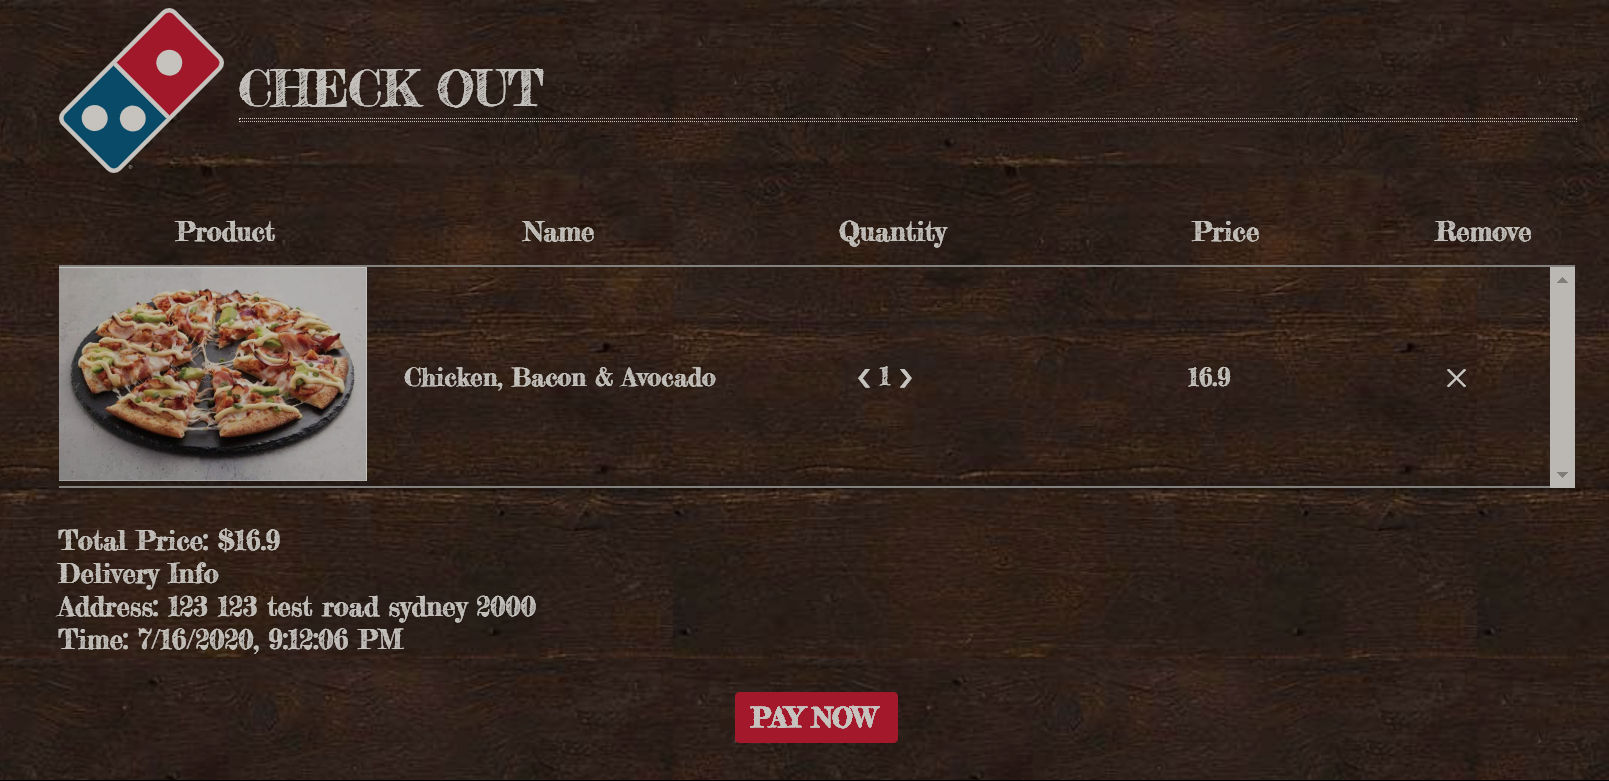 CHECK OUT
Product Name Quantity Price Remove
Chicken, Bacon & Avocado ❮ 1 ❯ 16.9 ×
Total Price: $16.9
Delivery Info
Address: 123 123 test road sydney 2000
Time: 7/16/2020, 9:12:06 PM
PAY NOW